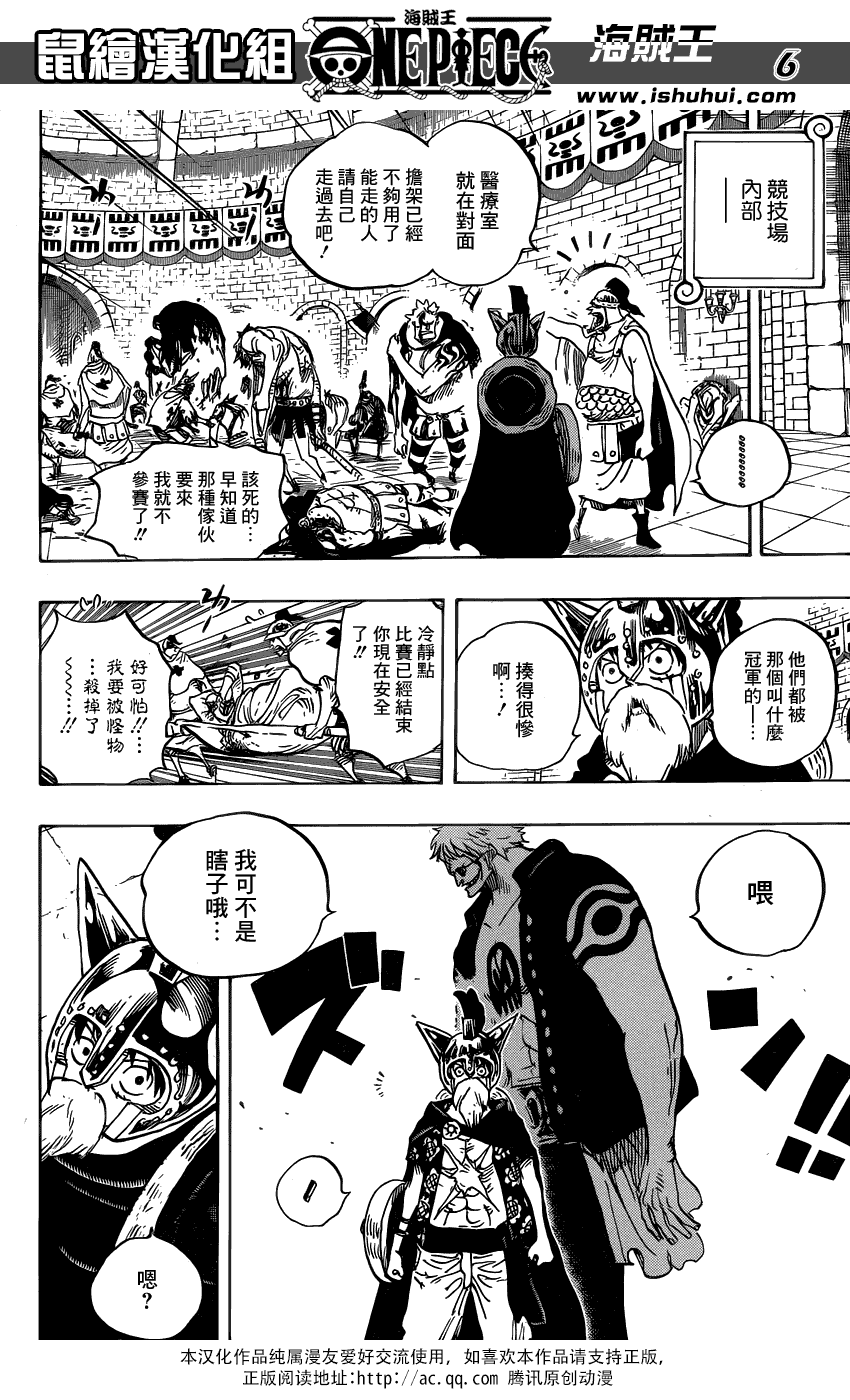 鼠繪漢化組
海賊王
ONE PIECE
海賊王
6
www.ishuhui.com
競技場
內部
——
醫療室
就在對面
擔架已經
不夠用了
能走的人
請自己
走過去吧!
該死的…
早知道
那種傢伙
要來
我就不
參賽了!!
…………
他們都被
那個叫什麼
冠軍的—…
揍得很慘
啊…!
冷靜點
比賽已經結束
你現在安全
了!!
好可怕!!…
我要被怪物
…殺掉了
~~~~…!!
喂
!
我可不是
瞎子哦…
嗯?
本汉化作品纯属漫友爱好交流使用，如喜欢本作品请支持正版，
正版阅读地址:http://ac.qq.com 腾讯原创动漫